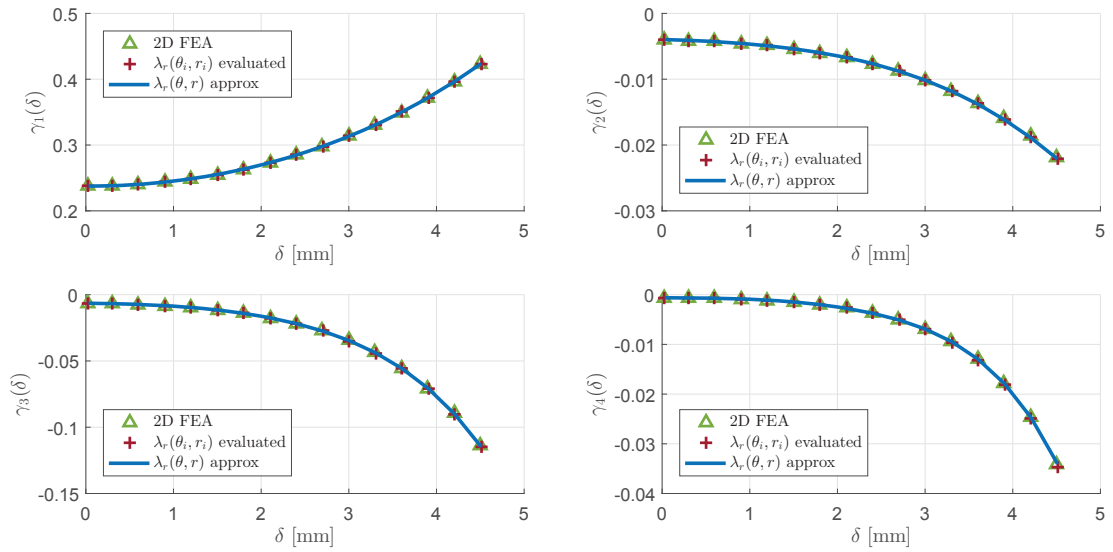 0.5
0.4
0.3
0.2
γ₁(δ)
2D FEA
λᵣ(θᵢ, rᵢ) evaluated
λᵣ(θ, r) approx
0 1 2 3 4 5
δ [mm]
0
-0.01
-0.02
-0.03
γ₂(δ)
2D FEA
λᵣ(θᵢ, rᵢ) evaluated
λᵣ(θ, r) approx
0 1 2 3 4 5
δ [mm]
0
-0.05
-0.1
-0.15
γ₃(δ)
2D FEA
λᵣ(θᵢ, rᵢ) evaluated
λᵣ(θ, r) approx
0 1 2 3 4 5
δ [mm]
0
-0.01
-0.02
-0.03
-0.04
γ₄(δ)
2D FEA
λᵣ(θᵢ, rᵢ) evaluated
λᵣ(θ, r) approx
0 1 2 3 4 5
δ [mm]